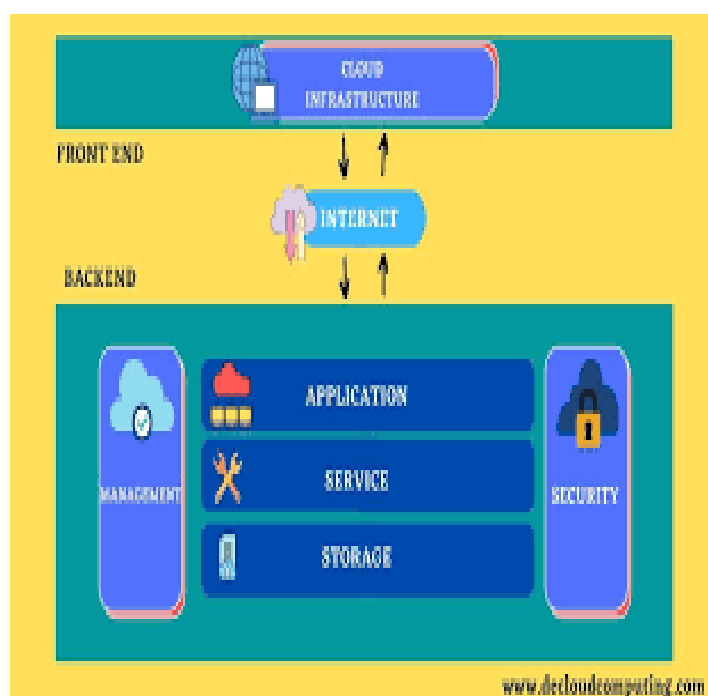 CLOUD
INFRASTRUCTURE
FRONT END
INTERNET
BACKEND
APPLICATION
MANAGEMENT
SERVICE
SECURITY
STORAGE
www.decloudcomputing.com